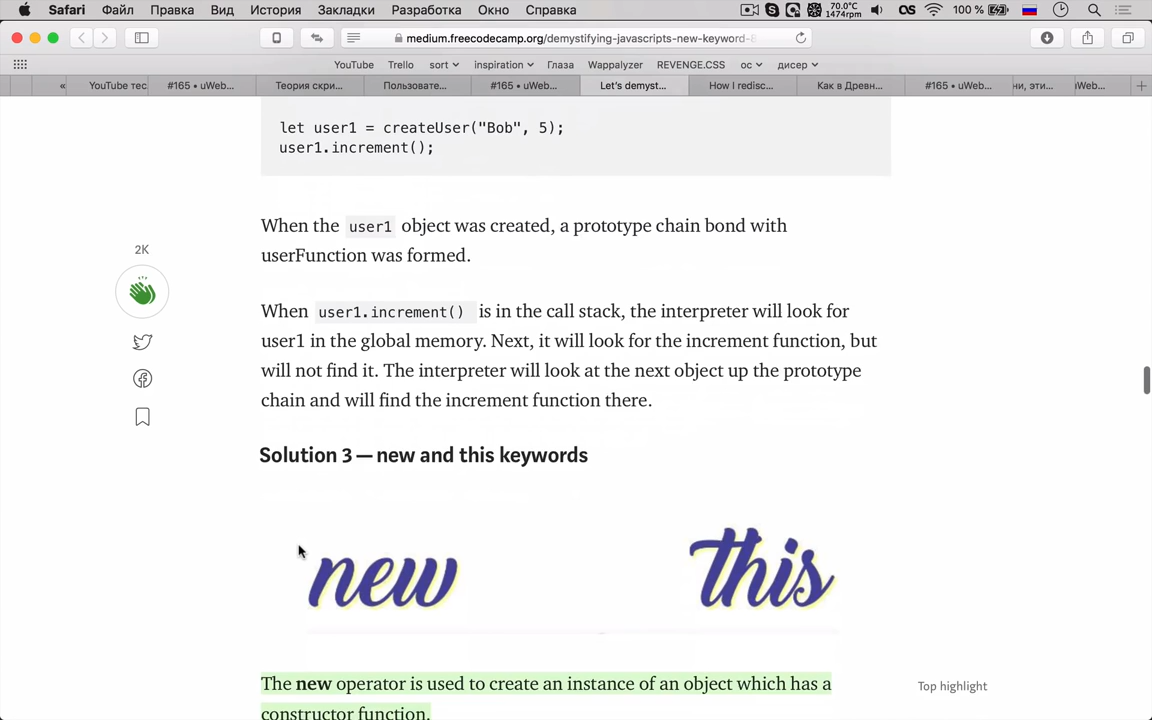 Safari Файл Правка Вид История Закладки Разработка Окно Справка 70.0°C 1474rpm 100 %
medium.freecodecamp.org/demystifying-javascripts-new-keyword-8
YouTube Trello sort inspiration Глаза Wappalyzer REVENGE.CSS ос дисер
« YouTube тес #165 • uWeb... Теория скри... Пользовате... #165 • uWeb... Let's demyst... How I redisc... Как в Древн... #165 • uWeb... ни, эти... Web...
let user1 = createUser("Bob", 5);
user1.increment();
When the user1 object was created, a prototype chain bond with
userFunction was formed.
2K
When user1.increment() is in the call stack, the interpreter will look for
user1 in the global memory. Next, it will look for the increment function, but
will not find it. The interpreter will look at the next object up the prototype
chain and will find the increment function there.
Solution 3 — new and this keywords
new this
The new operator is used to create an instance of an object which has a
Top highlight
constructor function.